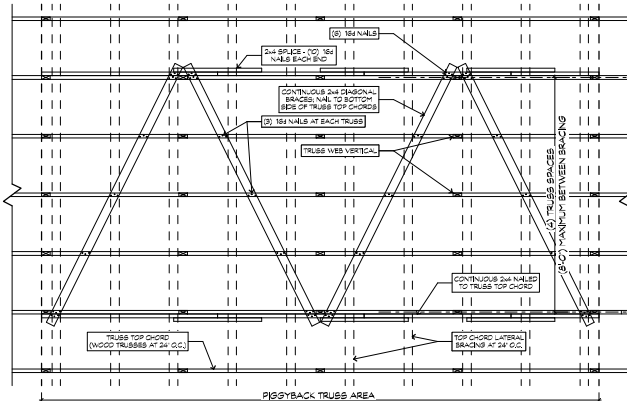 (8) 16d NAILS
2x4 SPLICE - (10) 16d
NAILS EACH END
CONTINUOUS 2x4 DIAGONAL
BRACES; NAIL TO BOTTOM
SIDE OF TRUSS TOP CHORDS
(3) 16d NAILS AT EACH TRUSS
TRUSS WEB VERTICAL
(4) TRUSS SPACES
(8'-0") MAXIMUM BETWEEN BRACING
CONTINUOUS 2x4 NAILED
TO TRUSS TOP CHORD
TRUSS TOP CHORD
(WOOD TRUSSES AT 24" O.C.)
TOP CHORD LATERAL
BRACING AT 24" O.C.
PIGGYBACK TRUSS AREA